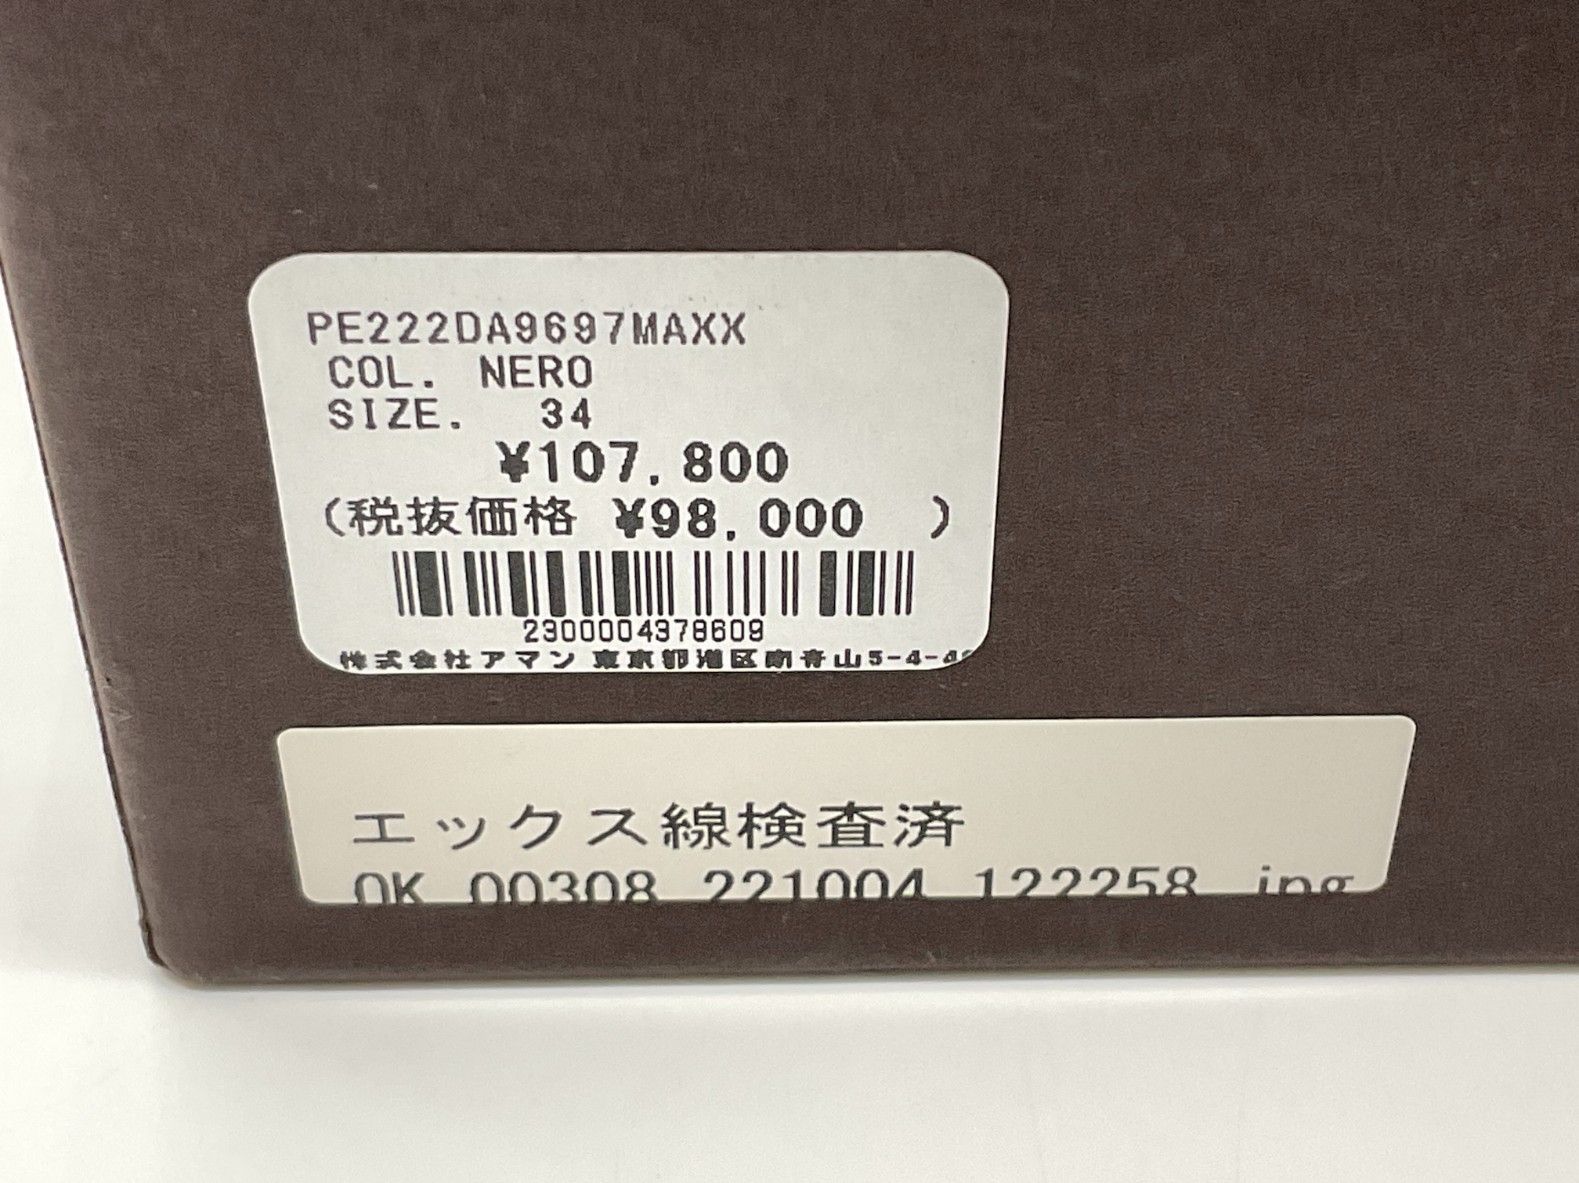 PE222DA9697MAXX
COL. NERO
SIZE. 34
¥107,800
(税抜価格 ¥98,000 )
2300004378609
株式会社アマン 東京都港区南青山5-4-4
エックス線検査済
OK 00308 221004 122258 .jpg